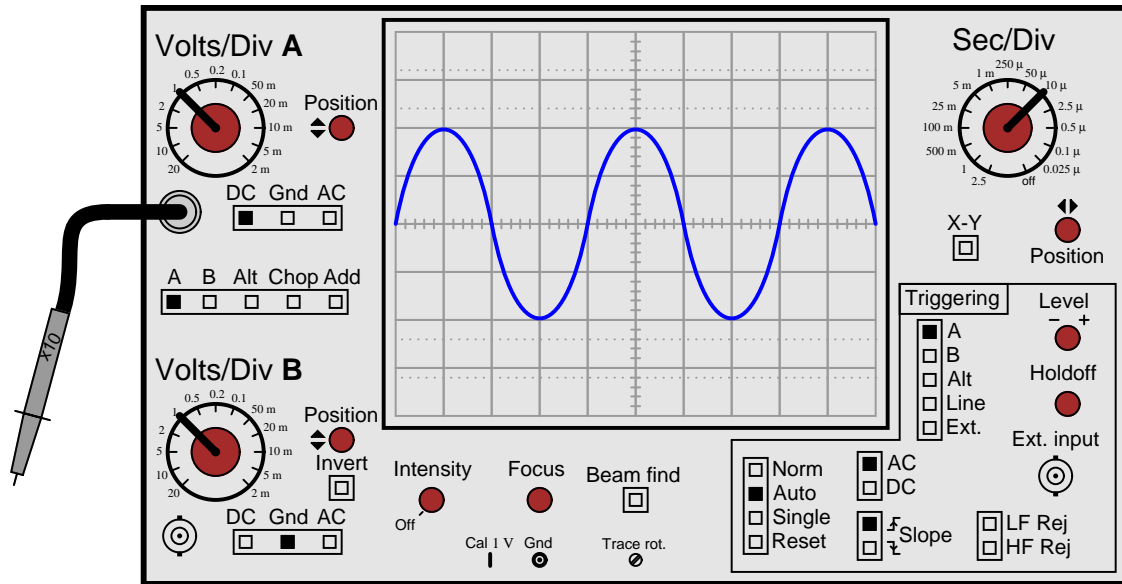 Volts/Div A
0.5 0.2 0.1
1 50 m
2 20 m
5 10 m
10 5 m
20 2 m
Position
DC Gnd AC
A B Alt Chop Add
X10
Volts/Div B
0.5 0.2 0.1
1 50 m
2 20 m
5 10 m
10 5 m
20 2 m
Position
Invert
DC Gnd AC
Intensity
Off
Focus
Beam find
Cal 1 V Gnd
Trace rot.
Sec/Div
250 µ
1 m 50 µ
5 m 10 µ
25 m 2.5 µ
100 m 0.5 µ
500 m 0.1 µ
1 0.025 µ
2.5 off
X-Y
Position
Triggering
A
B
Alt
Line
Ext.
Level
− +
Holdoff
Ext. input
Norm
Auto
Single
Reset
AC
DC
Slope
LF Rej
HF Rej